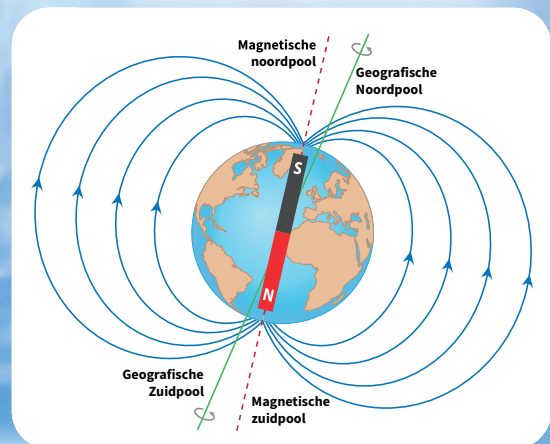 Magnetische
noordpool
Geografische
Noordpool
S
N
Geografische
Zuidpool
Magnetische
zuidpool